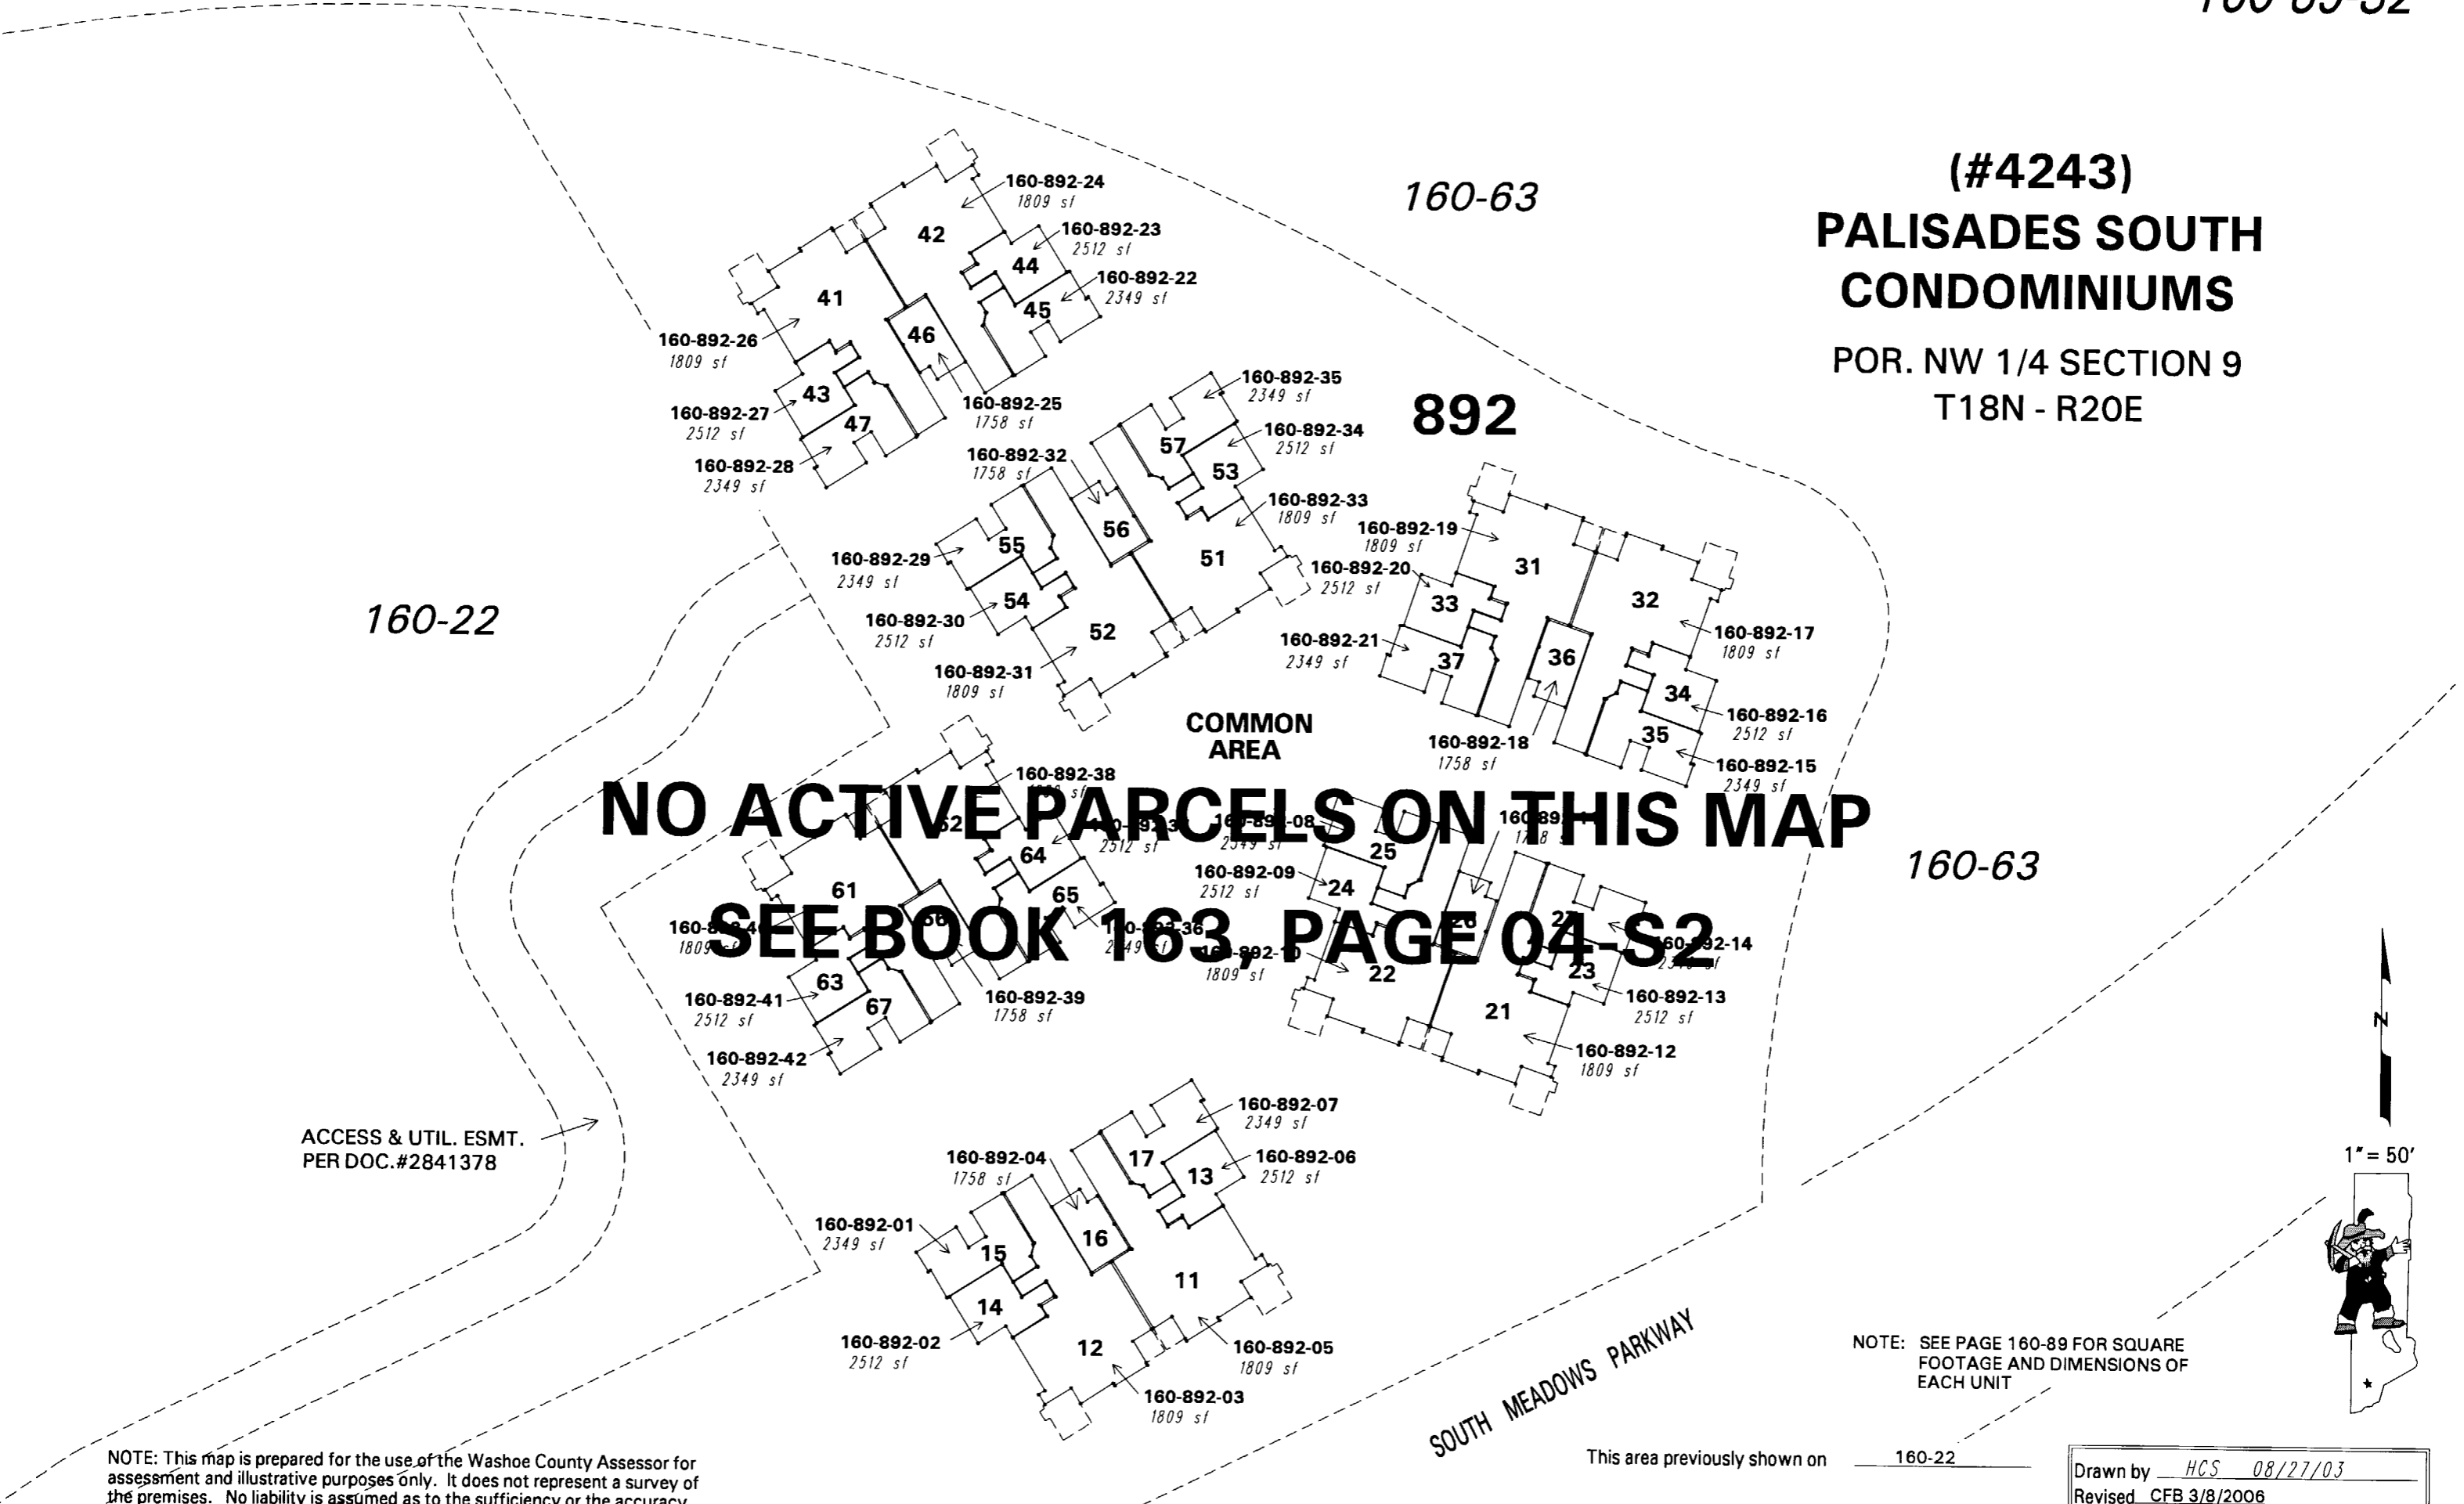 (#4243)
PALISADES SOUTH
CONDOMINIUMS
POR. NW 1/4 SECTION 9
T18N - R20E
160-63
892
160-22
160-892-24
1809 sf
42
160-892-23
2512 sf
44
160-892-22
2349 sf
45
41
46
160-892-26
1809 sf
43
160-892-27
2512 sf
47
160-892-28
2349 sf
160-892-25
1758 sf
160-892-35
2349 sf
57
160-892-34
2512 sf
53
160-892-32
1758 sf
56
160-892-33
1809 sf
51
55
160-892-29
2349 sf
54
160-892-30
2512 sf
52
160-892-31
1809 sf
160-892-19
1809 sf
31
160-892-20
2512 sf
33
32
160-892-21
2349 sf
37
36
160-892-17
1809 sf
34
160-892-16
2512 sf
35
160-892-18
1758 sf
160-892-15
2349 sf
COMMON
AREA
160-892-38
NO ACTIVE PARCELS ON THIS MAP
64
2512 sf
25
61
65
160-892-09
2512 sf
24
SEE BOOK 163, PAGE 04-S2
160-63
1809 sf
22
23
63
160-892-41
2512 sf
67
160-892-39
1758 sf
160-892-13
2512 sf
21
160-892-42
2349 sf
160-892-12
1809 sf
ACCESS & UTIL. ESMT.
PER DOC.#2841378
160-892-07
2349 sf
17
160-892-04
1758 sf
13
160-892-06
2512 sf
160-892-01
2349 sf
15
16
11
14
160-892-02
2512 sf
12
160-892-05
1809 sf
160-892-03
1809 sf
SOUTH MEADOWS PARKWAY
N
1" = 50'
NOTE: SEE PAGE 160-89 FOR SQUARE
FOOTAGE AND DIMENSIONS OF
EACH UNIT
NOTE: This map is prepared for the use of the Washoe County Assessor for
assessment and illustrative purposes only. It does not represent a survey of
the premises. No liability is assumed as to the sufficiency or the accuracy
This area previously shown on 160-22
Drawn by HCS 08/27/03
Revised CFB 3/8/2006